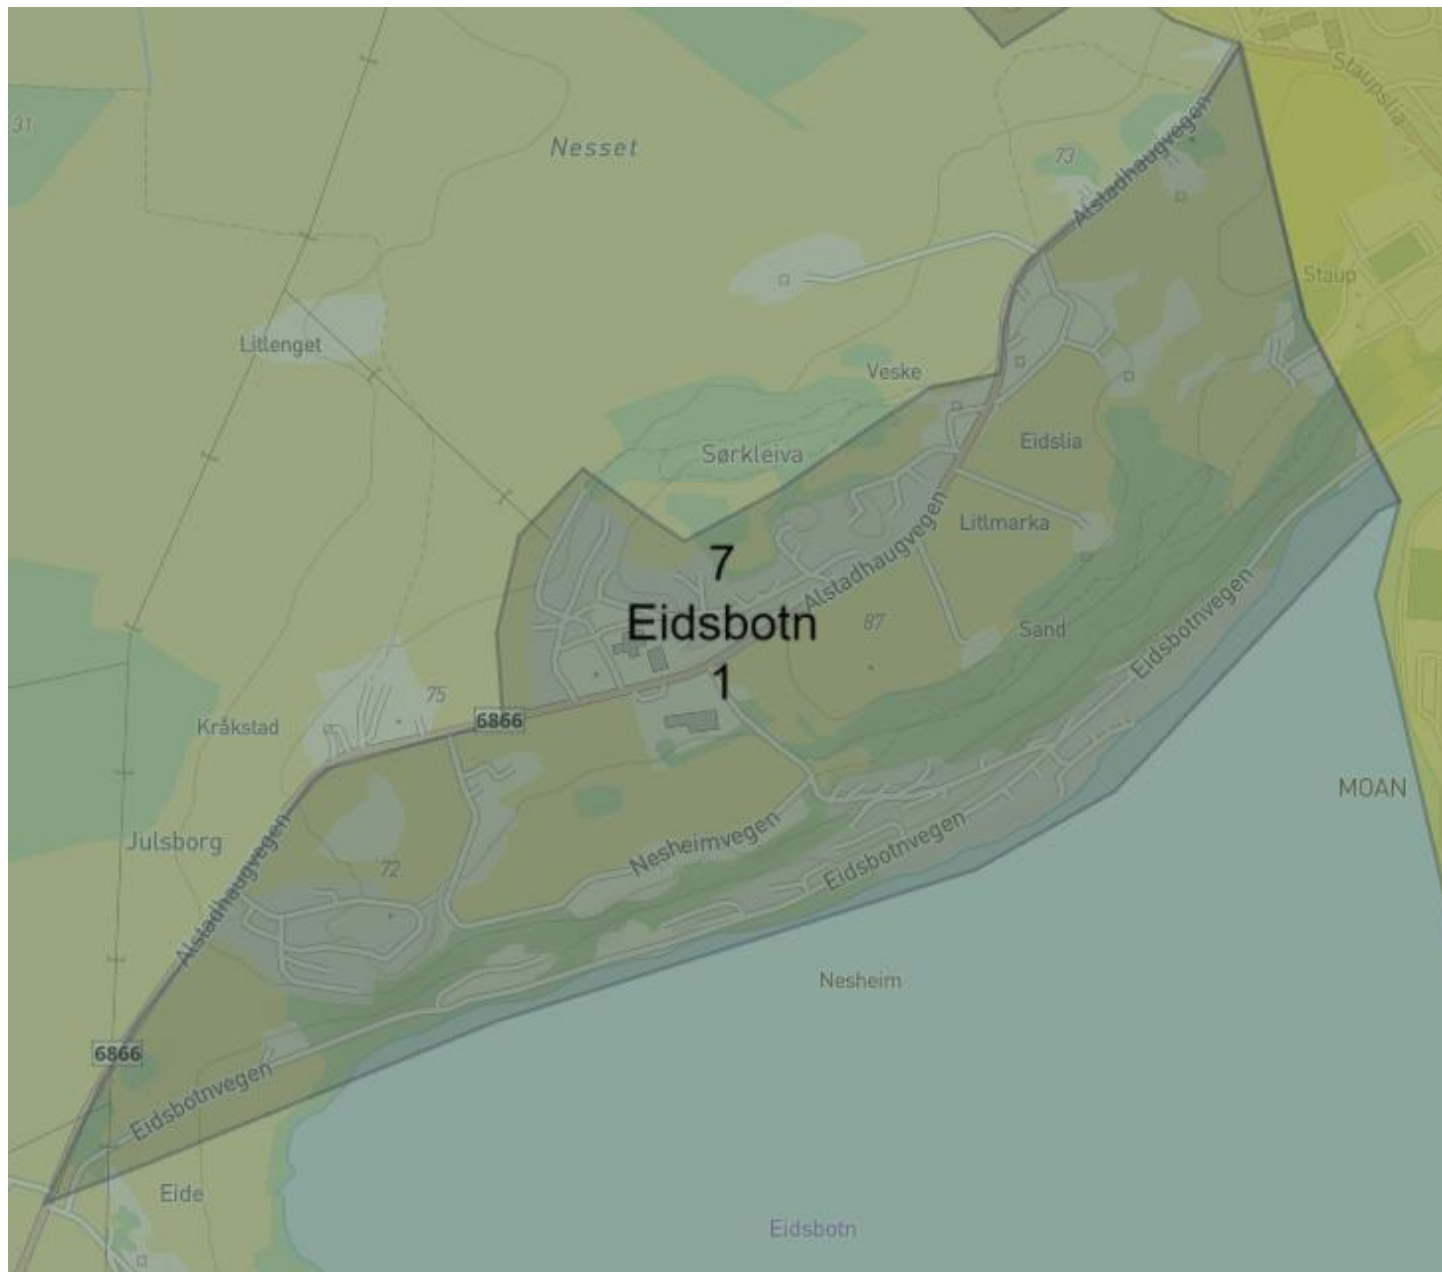 31
Nesset
Staupslia
73
Alstadhaugvegen
Staup
Litlenget
Veske
Sørkleiva
Eidslia
Alstadhaugvegen
Litlmarka
7
Eidsbotn
1
87
Sand
Eidsbotnvegen
75
6866
Kråkstad
MOAN
Julsborg
Alstadhaugvegen
Nesheimvegen
Eidsbotnvegen
72
Nesheim
6866
Eidsbotnvegen
Eide
Eidsbotn